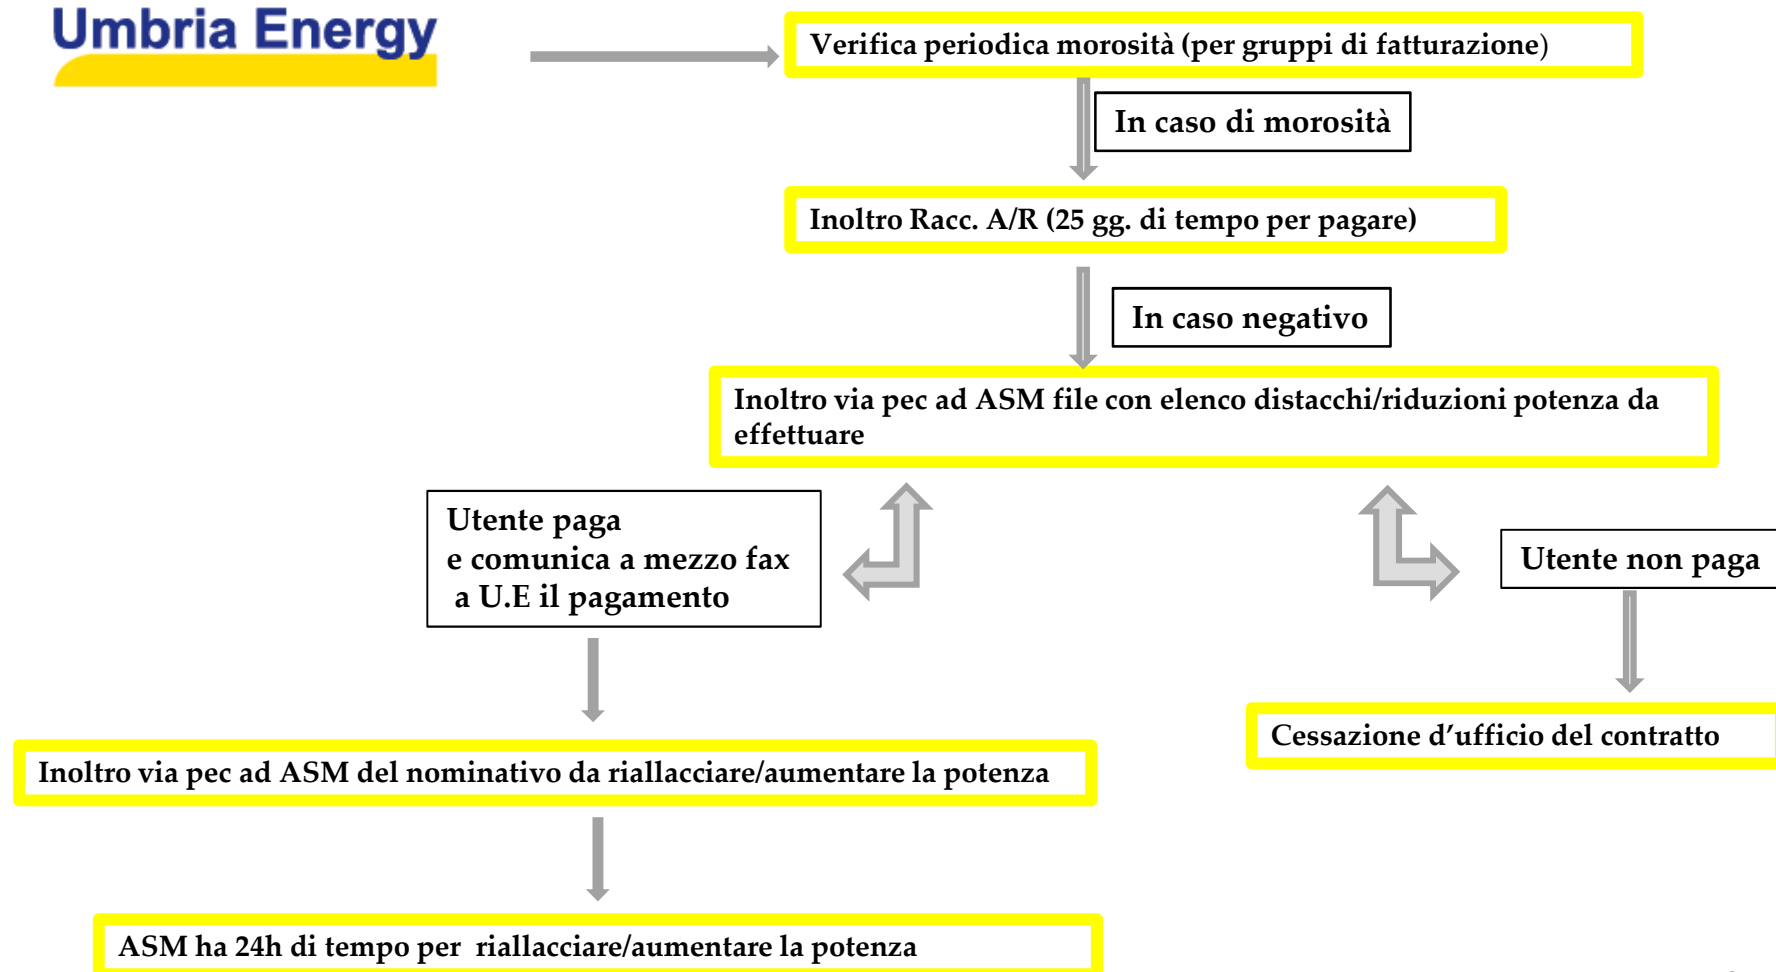 Umbria Energy
Verifica periodica morosità (per gruppi di fatturazione)
In caso di morosità
Inoltro Racc. A/R (25 gg. di tempo per pagare)
In caso negativo
Inoltro via pec ad ASM file con elenco distacchi/riduzioni potenza da
effettuare
Utente paga
e comunica a mezzo fax
a U.E il pagamento
Utente non paga
Cessazione d’ufficio del contratto
Inoltro via pec ad ASM del nominativo da riallacciare/aumentare la potenza
ASM ha 24h di tempo per riallacciare/aumentare la potenza